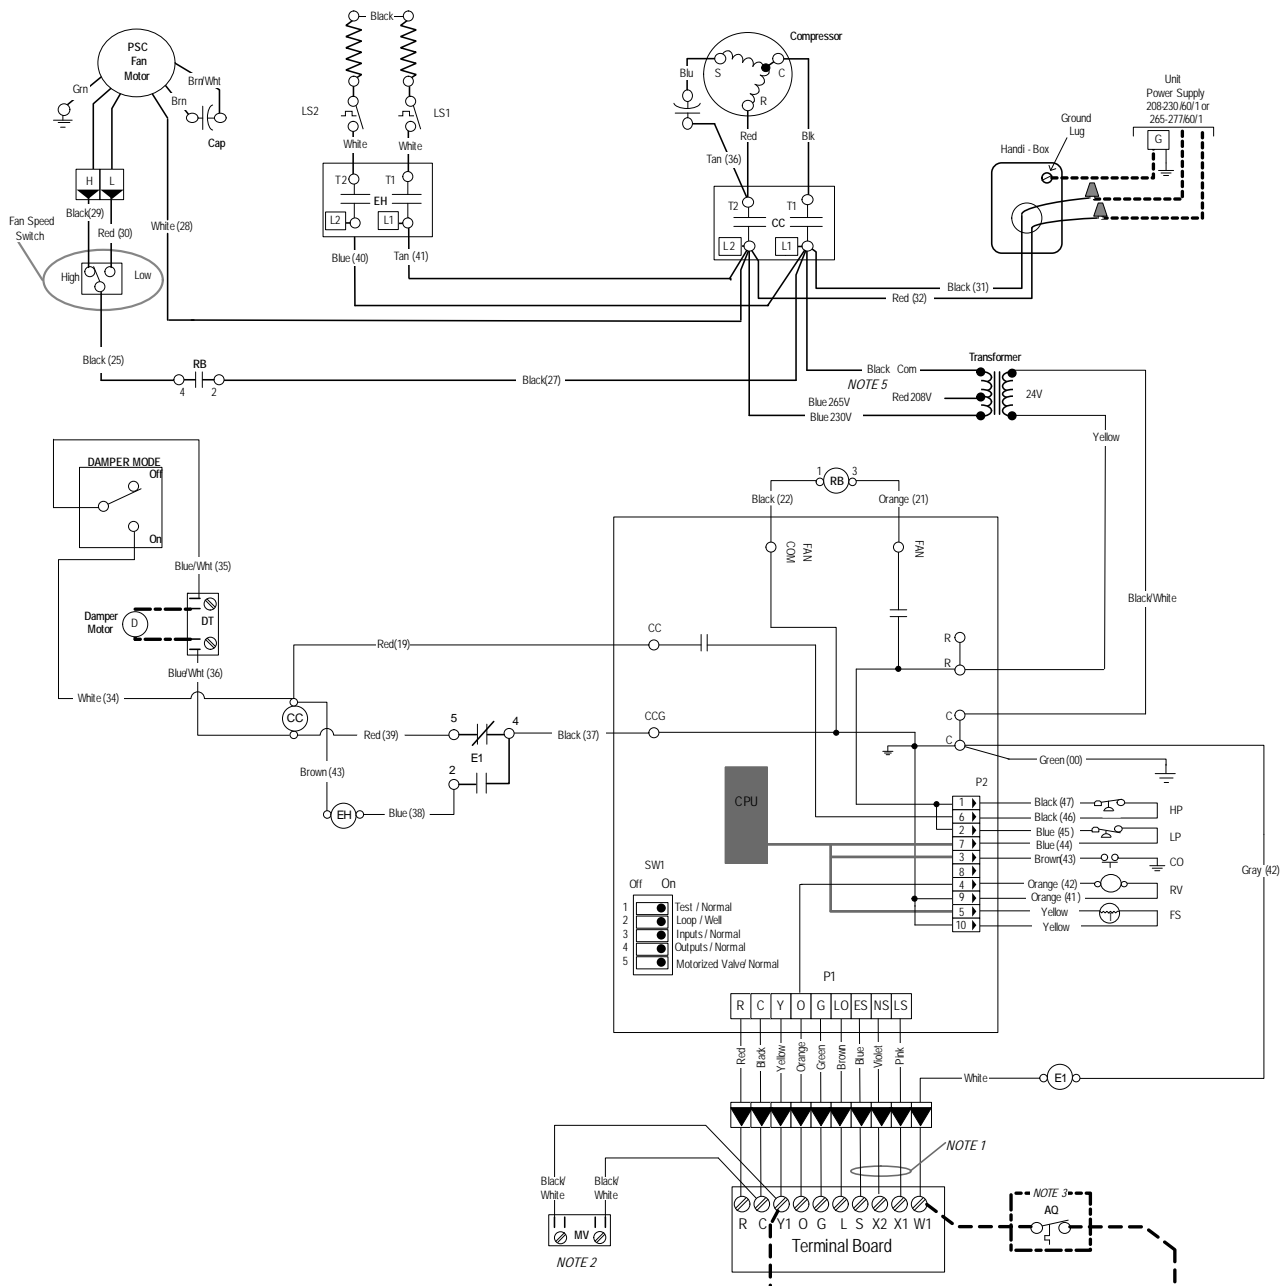 PSC
Fan
Motor
Grn
Brn/Wht
Brn
Cap
H
L
Black(29)
Red (30)
White (28)
Fan Speed
Switch
High
Low
Black (25)
RB
4
2
Black(27)
Black
LS2
LS1
White
White
T2
T1
EH
L2
L1
Blue (40)
Tan (41)
Compressor
S
C
R
Blu
Red
Blk
Tan (36)
T2
T1
CC
L2
L1
Unit
Power Supply
208-230/60/1 or
265-277/60/1
G
Ground
Lug
Handi - Box
Black (31)
Red (32)
Transformer
Black Com
NOTE 5
Red 208V
Blue 265V
Blue 230V
24V
Yellow
Black/White
DAMPER MODE
Off
On
Blue/Wht (35)
Damper
Motor
D
DT
Blue/Wht (36)
White (34)
Red(19)
CC
Red (39)
5
4
E1
2
Black (37)
Brown (43)
EH
Blue (38)
1
RB
3
Black (22)
Orange (21)
FAN
COM
FAN
CC
CCG
R
R
C
C
Green (00)
CPU
P2
1
6
2
7
3
8
4
9
5
10
Black (47)
Black (46)
HP
Blue (45)
Blue (44)
LP
Brown(43)
CO
Orange (42)
Orange (41)
RV
Yellow
Yellow
FS
Gray (42)
SW1
Off On
1 Test / Normal
2 Loop / Well
3 Inputs / Normal
4 Outputs / Normal
5 Motorized Valve/ Normal
P1
R C Y O G LO ES NS LS
Red
Black
Yellow
Orange
Green
Brown
Blue
Violet
Pink
White
E1
NOTE 1
Black/
White
Black/
White
MV
NOTE 2
R C Y1 O G L S X2 X1 W1
Terminal Board
NOTE 3
AQ